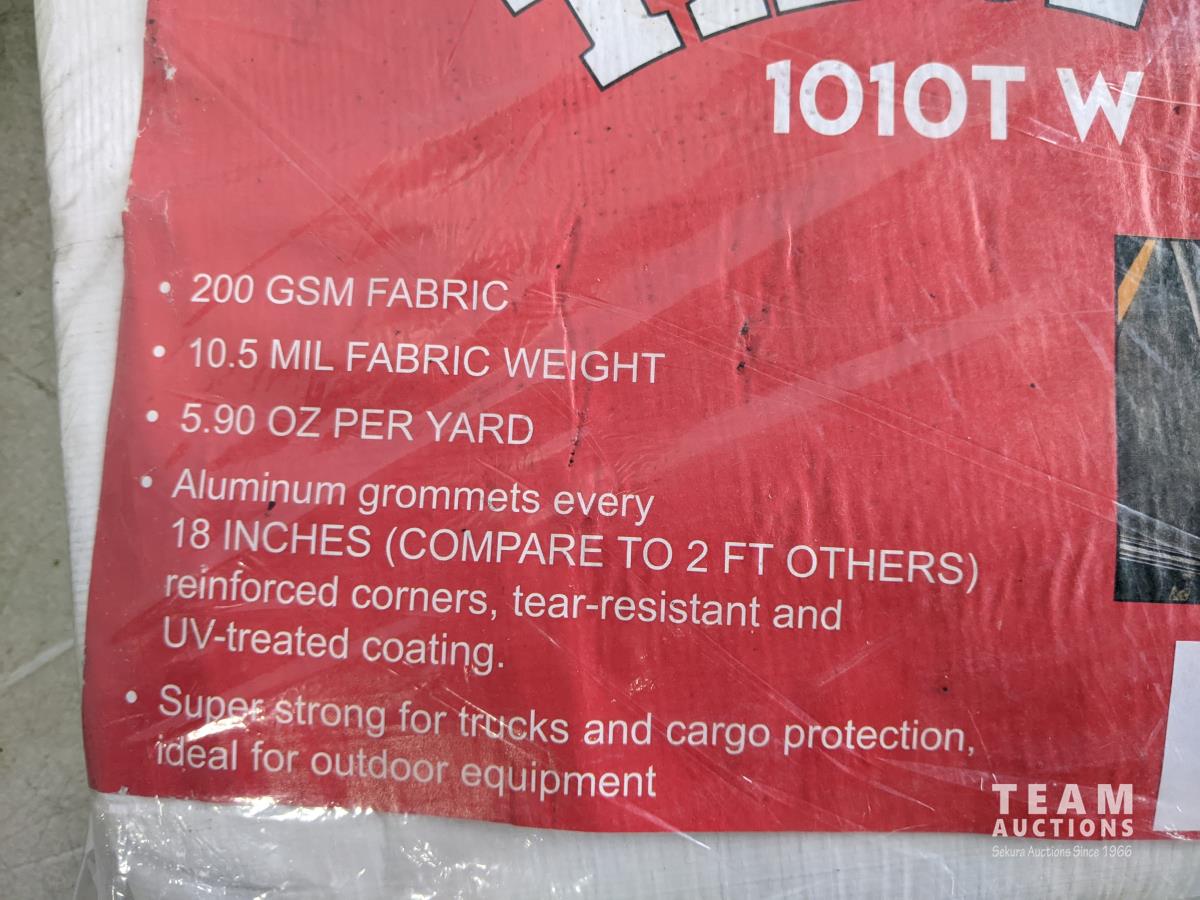 1010T W
• 200 GSM FABRIC
• 10.5 MIL FABRIC WEIGHT
• 5.90 OZ PER YARD
• Aluminum grommets every
18 INCHES (COMPARE TO 2 FT OTHERS)
reinforced corners, tear-resistant and
UV-treated coating.
• Super strong for trucks and cargo protection,
ideal for outdoor equipment
TEAM
AUCTIONS
Sekura Auctions Since 1966